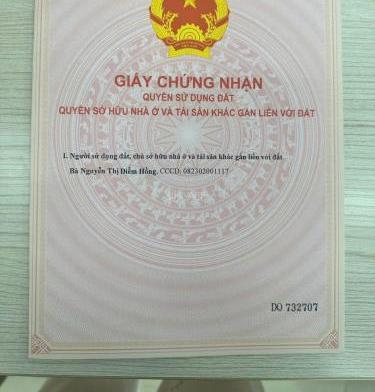 GIẤY CHỨNG NHẬN
QUYỀN SỬ DỤNG ĐẤT
QUYỀN SỞ HỮU NHÀ Ở VÀ TÀI SẢN KHÁC GẮN LIỀN VỚI ĐẤT
I. Người sử dụng đất, chủ sở hữu nhà ở và tài sản khác gắn liền với đất
Bà Nguyễn Thị Diễm Hồng, CCCD: 082302001117
DO 732707